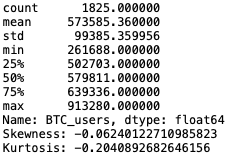 count 1825.000000
mean 573585.360000
std 99385.359956
min 261688.000000
25% 502703.000000
50% 579811.000000
75% 639336.000000
max 913280.000000
Name: BTC_users, dtype: float64
Skewness: -0.06240122710985823
Kurtosis: -0.2040892682646156